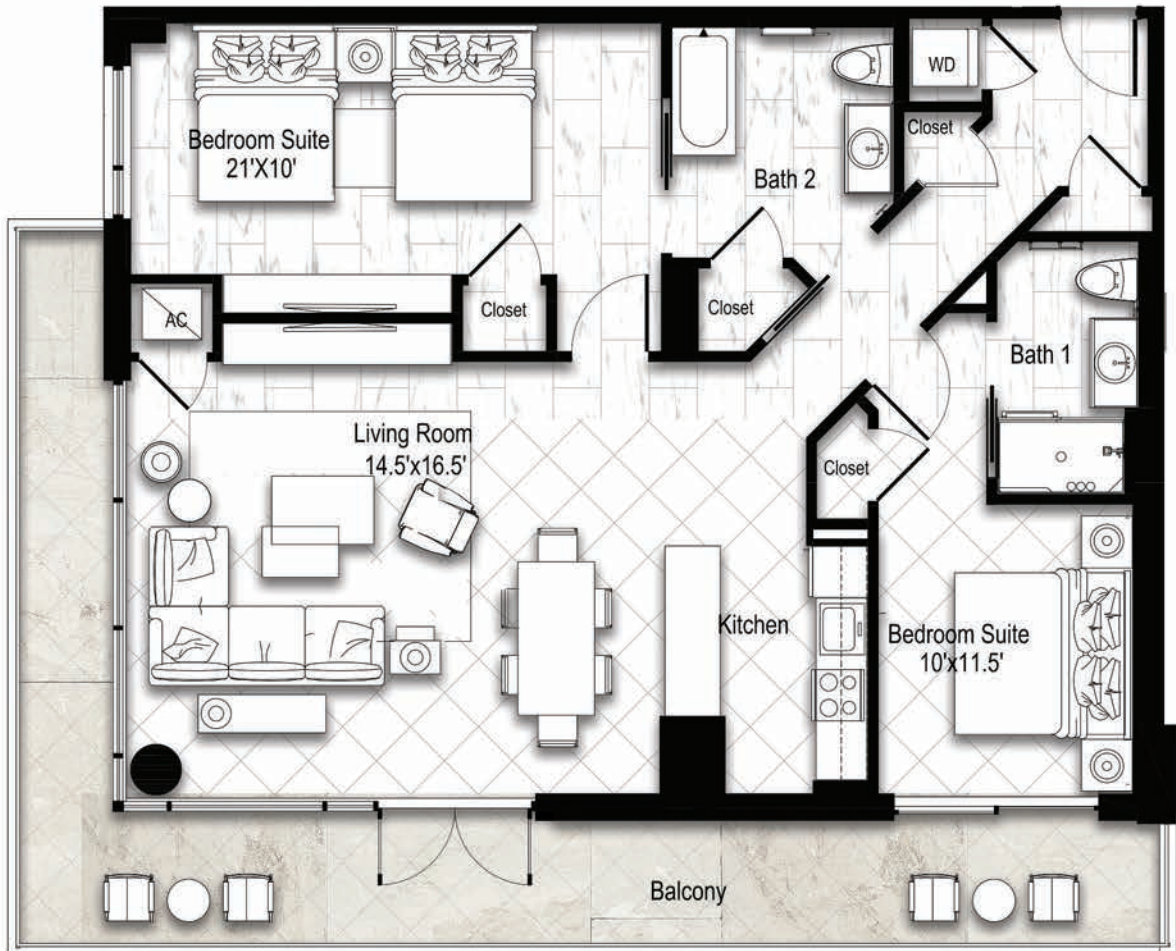 WD
Closet
Bedroom Suite
21'X10'
Bath 2
Closet
Closet
AC
Bath 1
Living Room
14.5'x16.5'
Closet
Kitchen
Bedroom Suite
10'x11.5'
Balcony